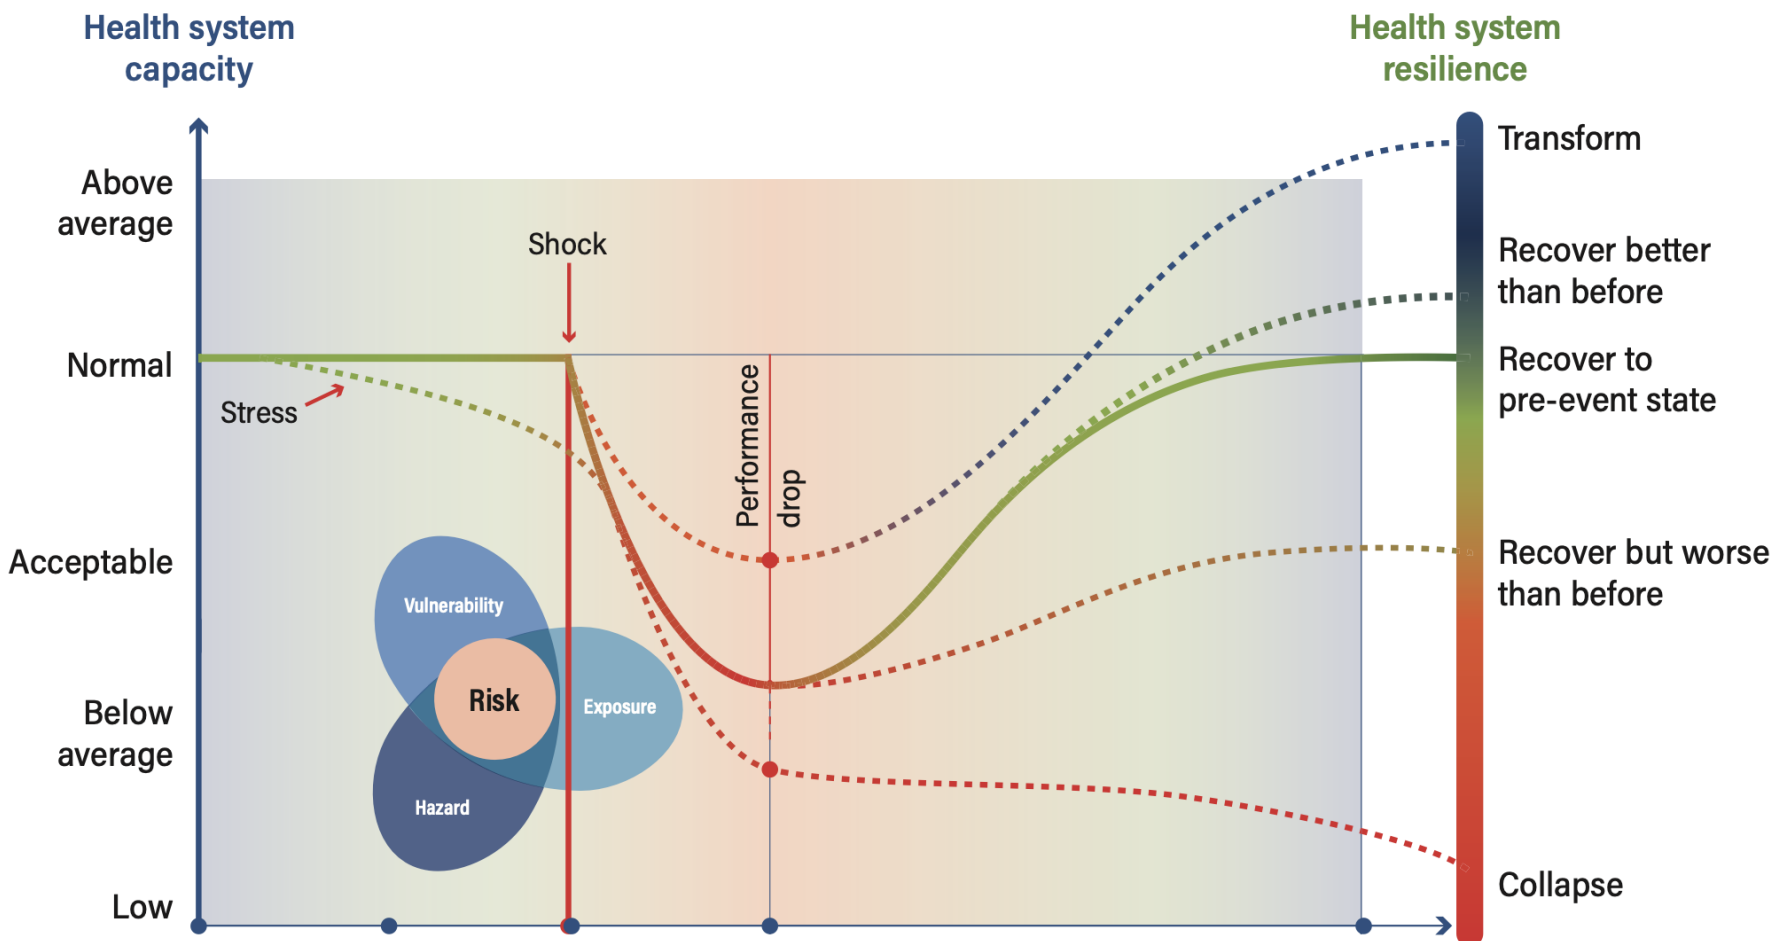 Health system
capacity
Health system
resilience
Above
average
Normal
Acceptable
Below
average
Low
Shock
Stress
Performance
drop
Vulnerability
Risk
Exposure
Hazard
Transform
Recover better
than before
Recover to
pre-event state
Recover but worse
than before
Collapse